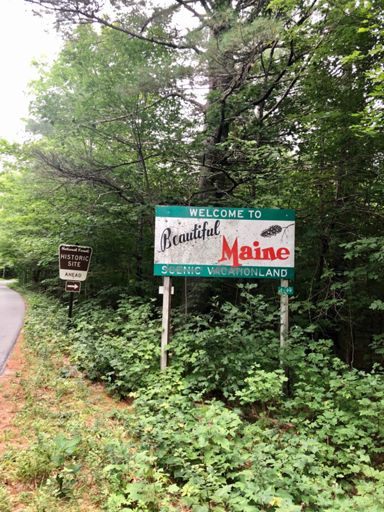 National Forest
HISTORIC
SITE
AHEAD
WELCOME TO
Beautiful
Maine
SCENIC VACATIONLAND